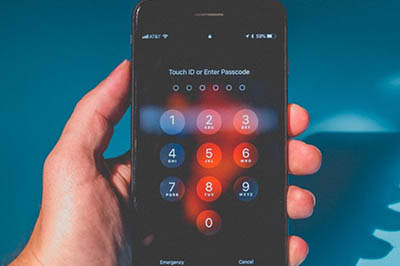 AT&T 59%
Touch ID or Enter Passcode
1 2 3
ABC DEF
4 5 6
GHI JKL MNO
7 8 9
PQRS TUV WXYZ
0
Emergency Cancel